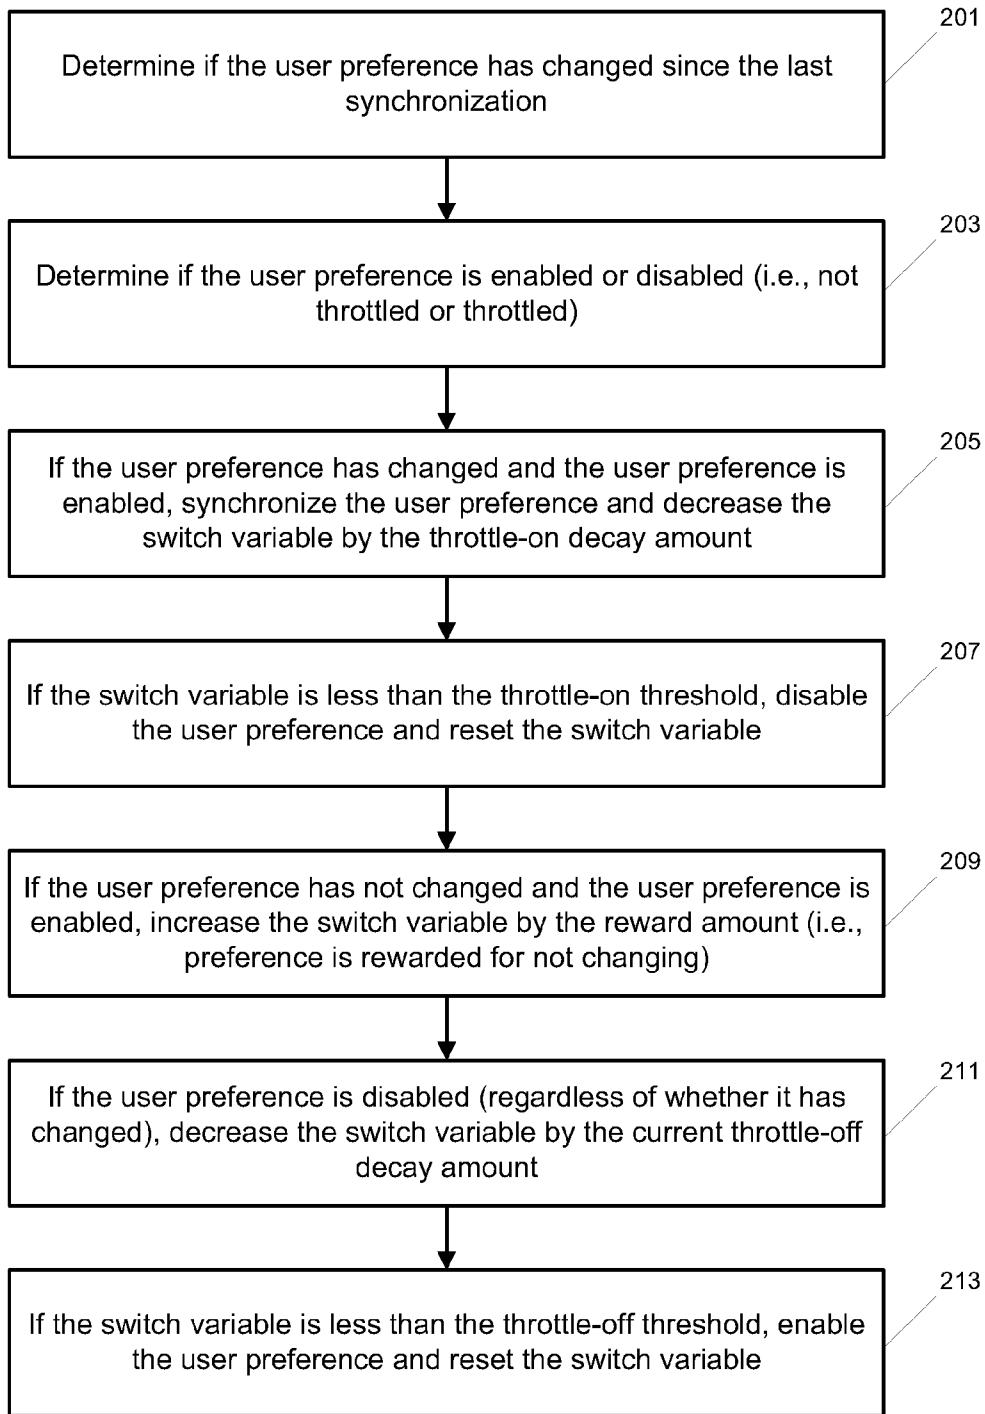 201
Determine if the user preference has changed since the last
synchronization
203
Determine if the user preference is enabled or disabled (i.e., not
throttled or throttled)
205
If the user preference has changed and the user preference is
enabled, synchronize the user preference and decrease the
switch variable by the throttle-on decay amount
207
If the switch variable is less than the throttle-on threshold, disable
the user preference and reset the switch variable
209
If the user preference has not changed and the user preference is
enabled, increase the switch variable by the reward amount (i.e.,
preference is rewarded for not changing)
211
If the user preference is disabled (regardless of whether it has
changed), decrease the switch variable by the current throttle-off
decay amount
213
If the switch variable is less than the throttle-off threshold, enable
the user preference and reset the switch variable